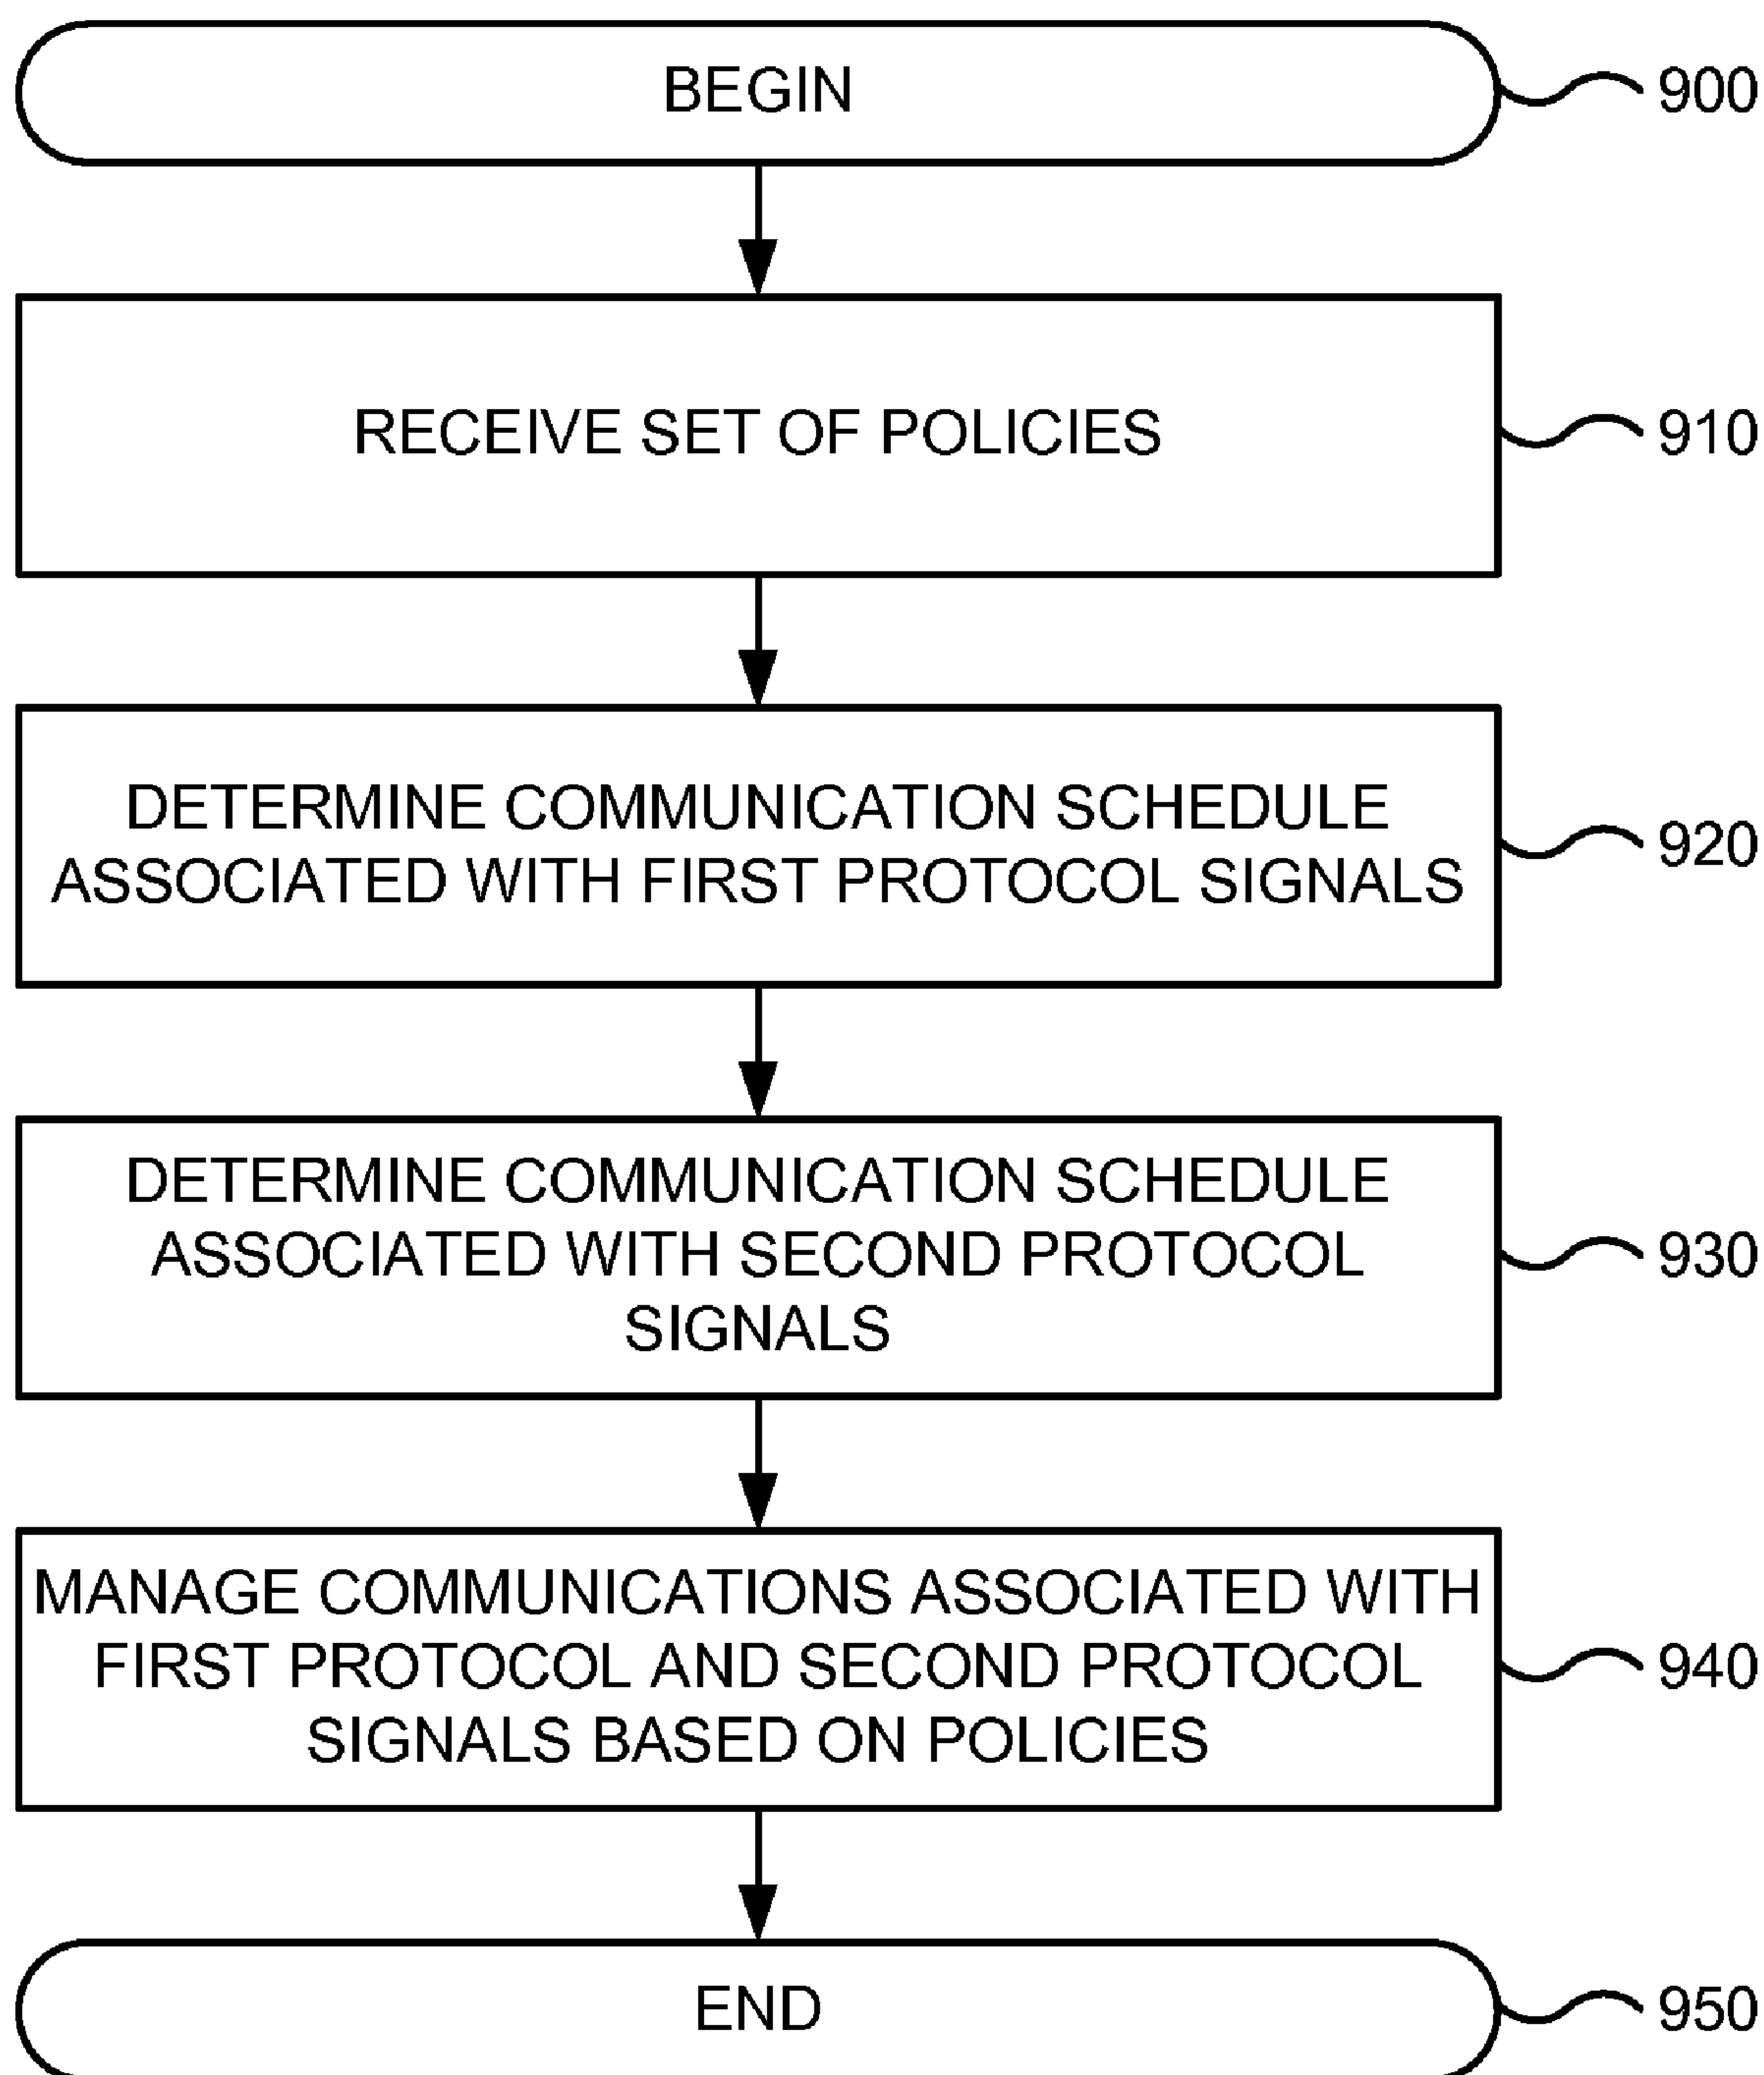 BEGIN
900
RECEIVE SET OF POLICIES
910
DETERMINE COMMUNICATION SCHEDULE
ASSOCIATED WITH FIRST PROTOCOL SIGNALS
920
DETERMINE COMMUNICATION SCHEDULE
ASSOCIATED WITH SECOND PROTOCOL
SIGNALS
930
MANAGE COMMUNICATIONS ASSOCIATED WITH
FIRST PROTOCOL AND SECOND PROTOCOL
SIGNALS BASED ON POLICIES
940
END
950